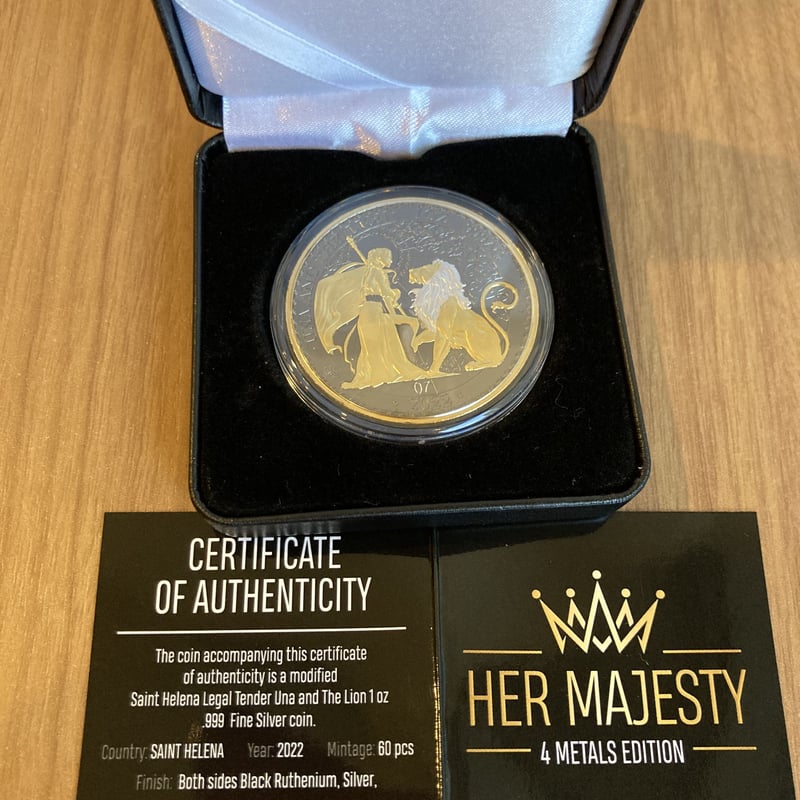 CERTIFICATE
OF AUTHENTICITY
The coin accompanying this certificate
of authenticity is a modified
Saint Helena Legal Tender Una and The Lion 1 oz
.999 Fine Silver coin.
Country: SAINT HELENA Year: 2022 Mintage: 60 pcs
Finish: Both sides Black Ruthenium, Silver,
HER MAJESTY
4 METALS EDITION